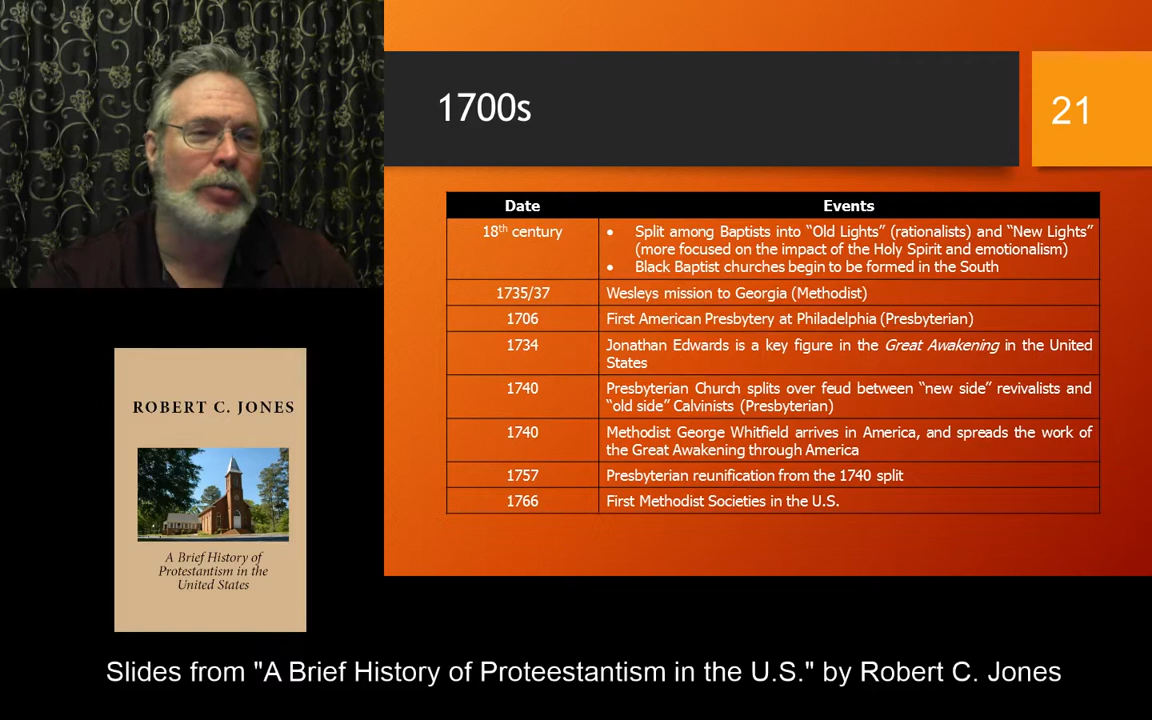 1700s
21
Date Events
18th century • Split among Baptists into “Old Lights” (rationalists) and “New Lights”
(more focused on the impact of the Holy Spirit and emotionalism)
• Black Baptist churches begin to be formed in the South
1735/37 Wesleys mission to Georgia (Methodist)
1706 First American Presbytery at Philadelphia (Presbyterian)
1734 Jonathan Edwards is a key figure in the Great Awakening in the United
States
1740 Presbyterian Church splits over feud between “new side” revivalists and
“old side” Calvinists (Presbyterian)
1740 Methodist George Whitfield arrives in America, and spreads the work of
the Great Awakening through America
1757 Presbyterian reunification from the 1740 split
1766 First Methodist Societies in the U.S.
ROBERT C. JONES
A Brief History of
Protestantism in the
United States
Slides from "A Brief History of Proteestantism in the U.S." by Robert C. Jones